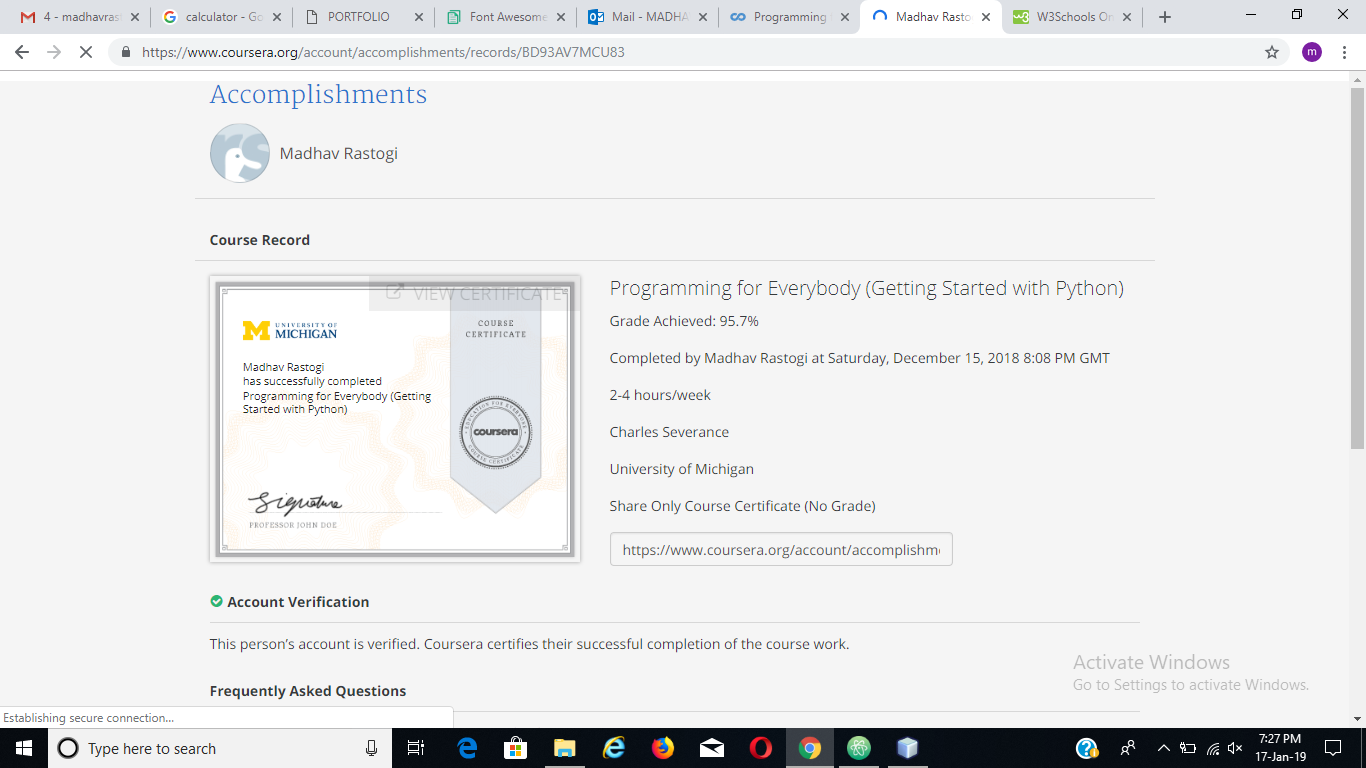 4 - madhavrast
calculator - Go
PORTFOLIO
Font Awesome
Mail - MADHA
Programming
Madhav Rasto
W3Schools On
https://www.coursera.org/account/accomplishments/records/BD93AV7MCU83
m
Accomplishments
Madhav Rastogi
Course Record
VIEW CERTIFICATE
UNIVERSITY OF
MICHIGAN
COURSE
CERTIFICATE
Madhav Rastogi
has successfully completed
Programming for Everybody (Getting
Started with Python)
EDUCATION FOR EVERYONE
coursera
COURSE CERTIFICATE
Signature
PROFESSOR JOHN DOE
Programming for Everybody (Getting Started with Python)
Grade Achieved: 95.7%
Completed by Madhav Rastogi at Saturday, December 15, 2018 8:08 PM GMT
2-4 hours/week
Charles Severance
University of Michigan
Share Only Course Certificate (No Grade)
https://www.coursera.org/account/accomplishm
Account Verification
This person’s account is verified. Coursera certifies their successful completion of the course work.
Frequently Asked Questions
Activate Windows
Go to Settings to activate Windows.
Establishing secure connection...
Type here to search
7:27 PM
17-Jan-19